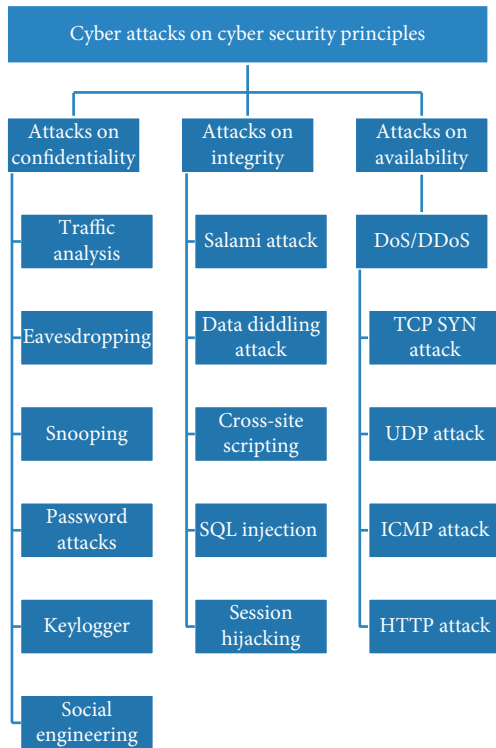 Cyber attacks on cyber security principles
Attacks on
confidentiality
Traffic
analysis
Eavesdropping
Snooping
Password
attacks
Keylogger
Social
engineering
Attacks on
integrity
Salami attack
Data diddling
attack
Cross-site
scripting
SQL injection
Session
hijacking
Attacks on
availability
DoS/DDoS
TCP SYN
attack
UDP attack
ICMP attack
HTTP attack